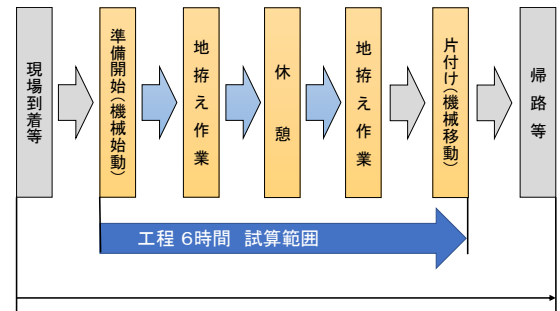 現場到着等
準備開始(機械始動)
地拵え作業
休憩
地拵え作業
片付け(機械移動)
帰路等
工程 6時間 試算範囲